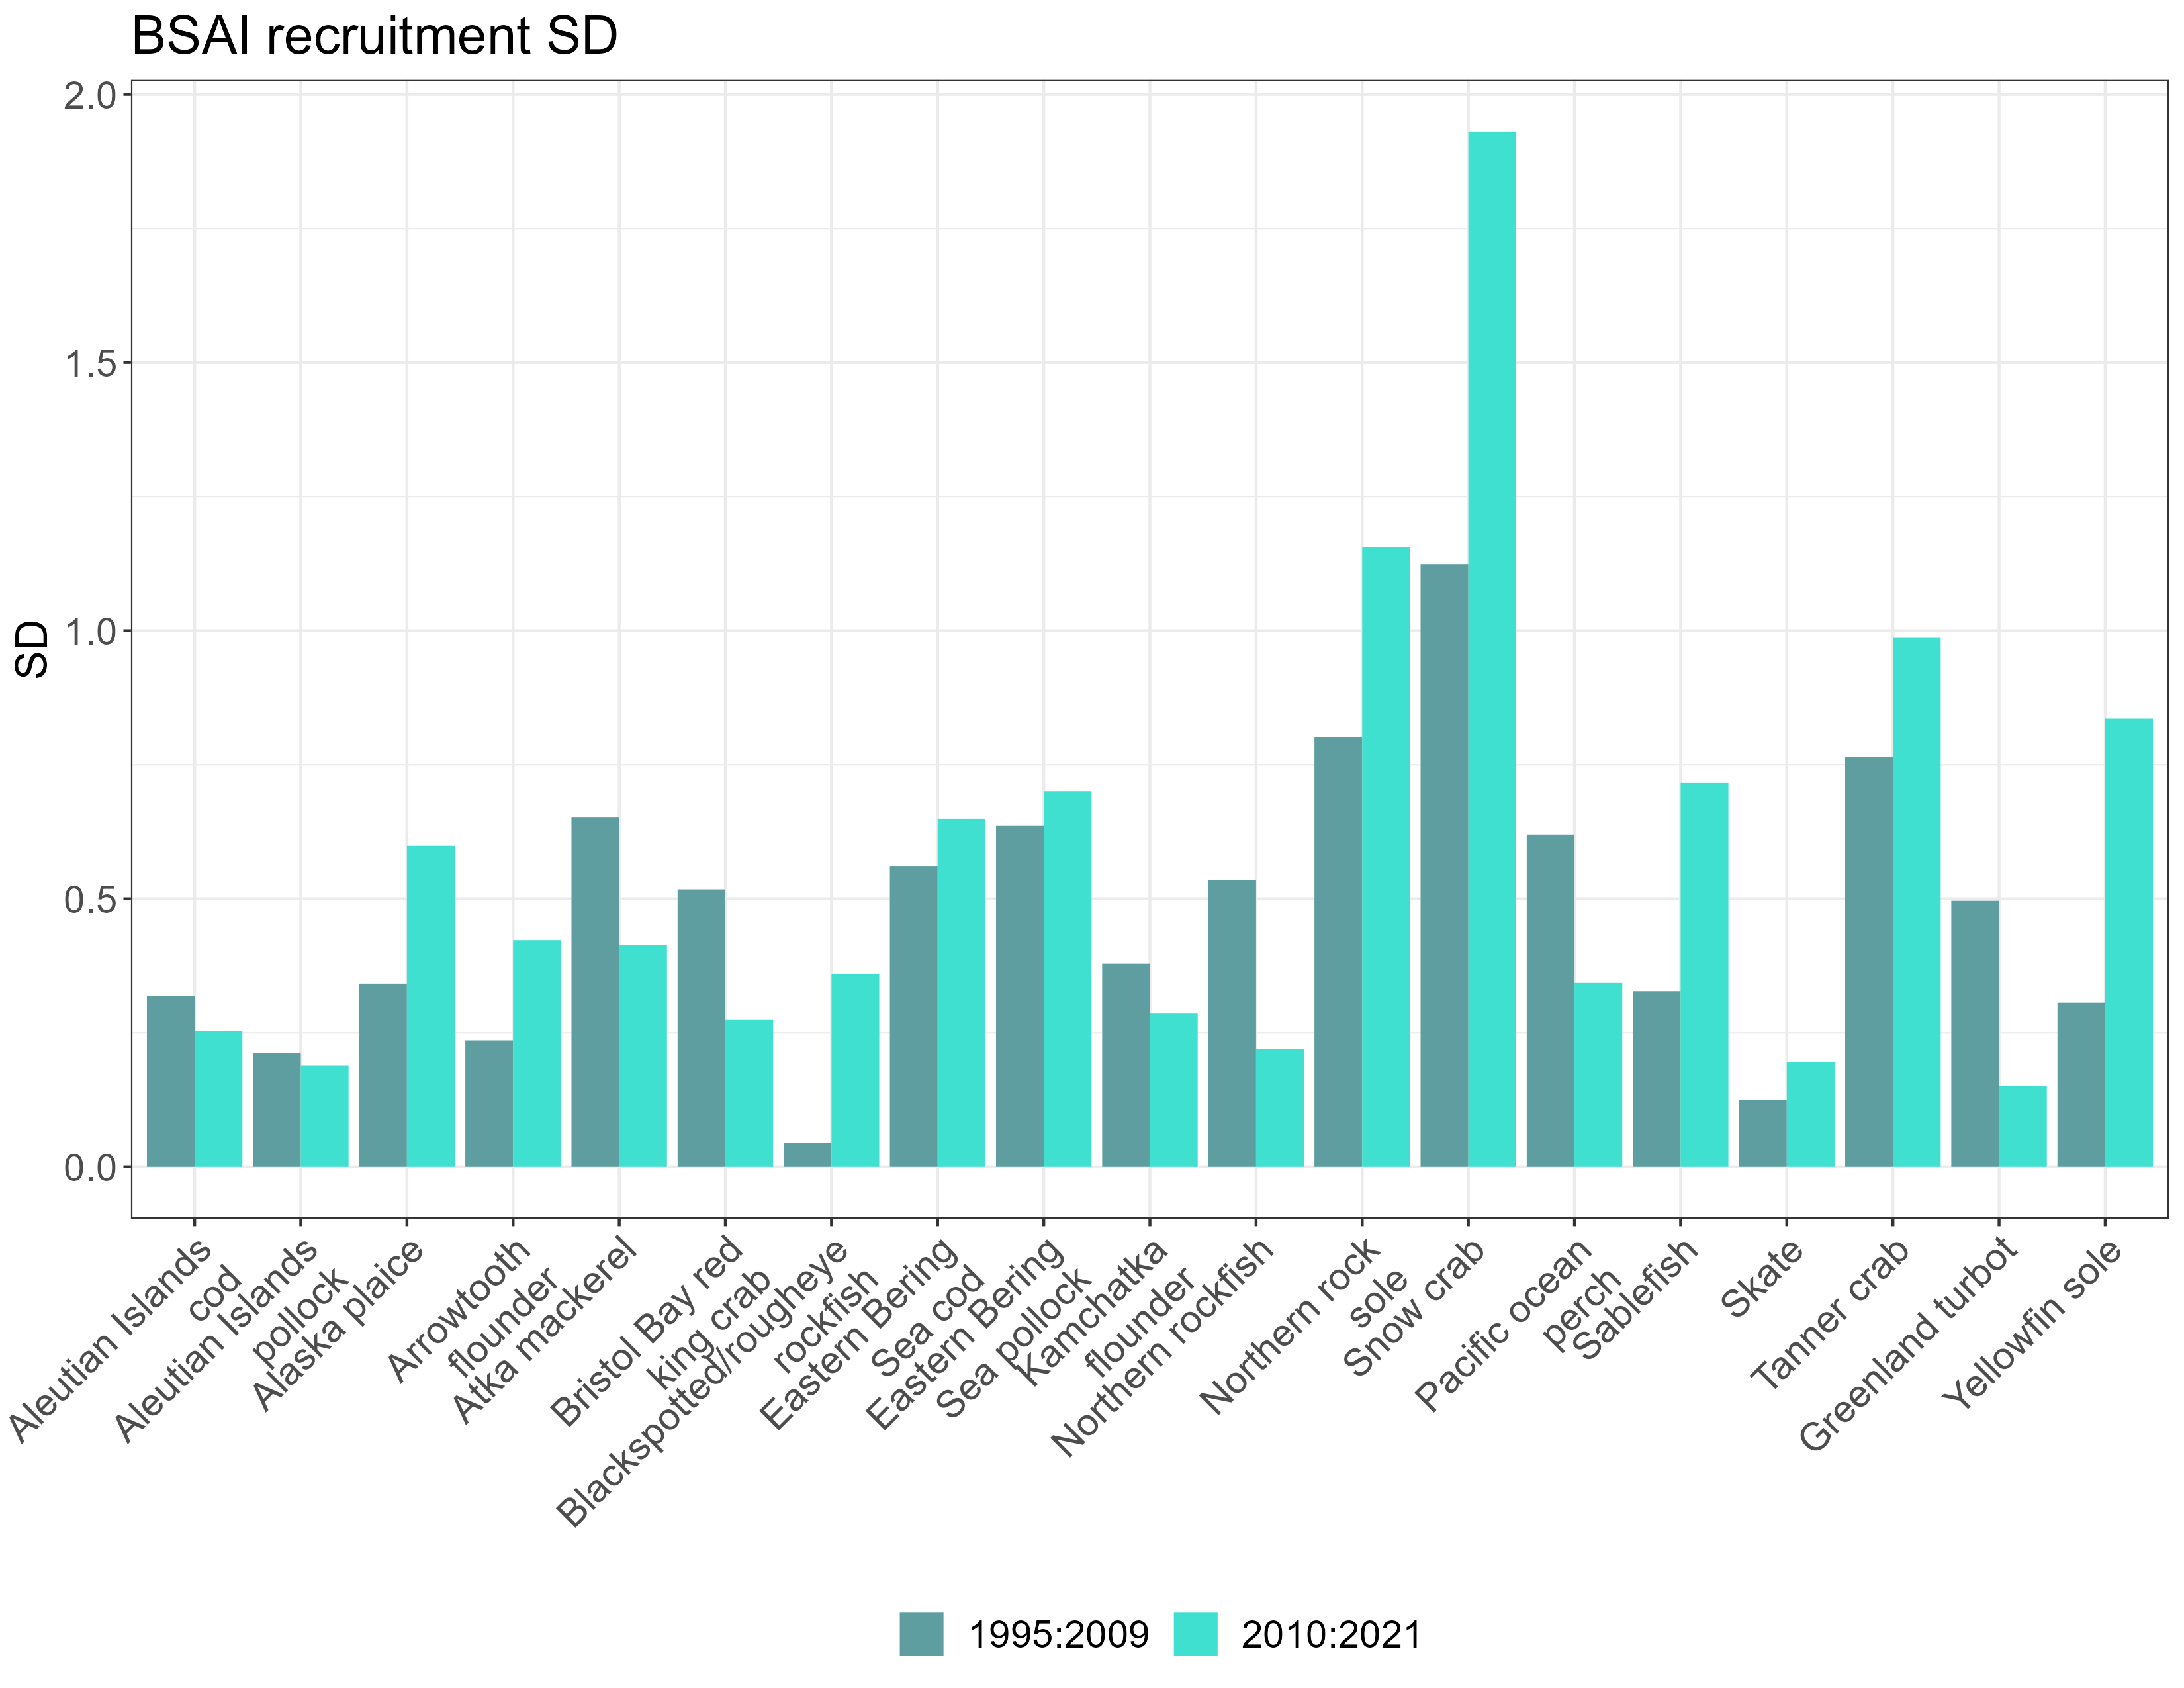 BSAI recruitment SD
SD
2.0
1.5
1.0
0.5
0.0
Aleutian Islands
cod
Aleutian Islands
pollock
Alaska plaice
Arrowtooth
flounder
Atka mackerel
Bristol Bay red
king crab
Blackspotted/rougheye
rockfish
Eastern Bering
Sea cod
Eastern Bering
Sea pollock
Kamchatka
flounder
Northern rockfish
Northern rock
sole
Snow crab
Pacific ocean
perch
Sablefish
Skate
Tanner crab
Greenland turbot
Yellowfin sole
1995:2009
2010:2021